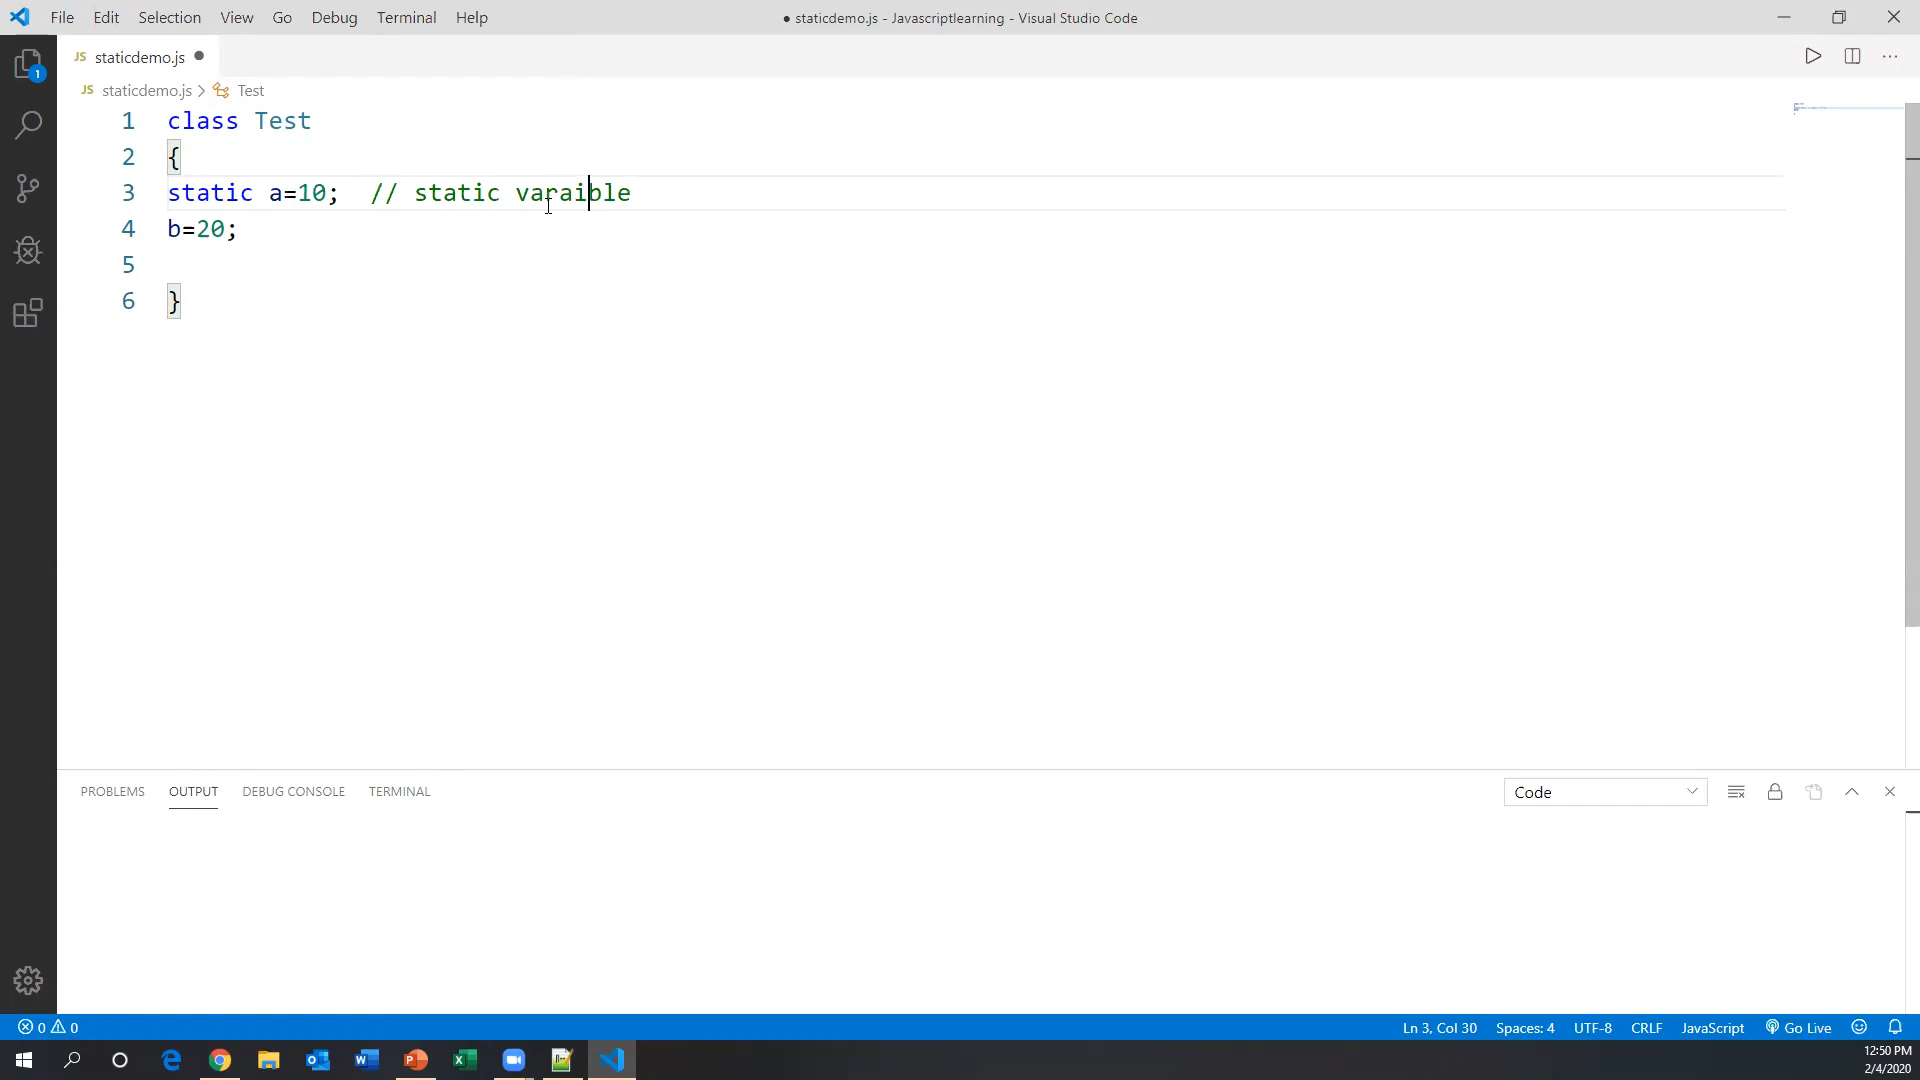 File Edit Selection View Go Debug Terminal Help
● staticdemo.js - Javascriptlearning - Visual Studio Code
JS staticdemo.js ●
JS staticdemo.js > Test
1 class Test
2 {
3 static a=10;  // static varaible
4 b=20;
5
6 }
1
PROBLEMS OUTPUT DEBUG CONSOLE TERMINAL
Code
0 0
Ln 3, Col 30 Spaces: 4 UTF-8 CRLF JavaScript Go Live
12:50 PM
2/4/2020